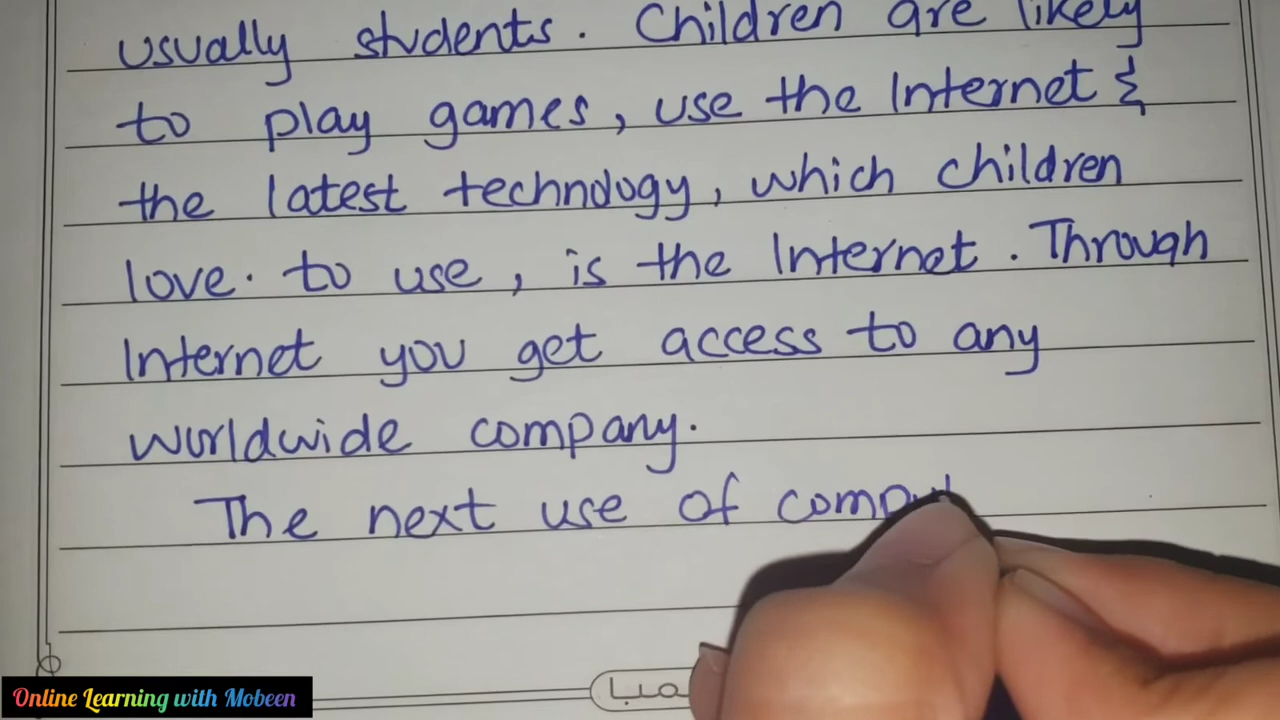 usually students. Children are likely
to play games, use the Internet &
the latest technology, which children
love. to use, is the Internet. Through
Internet you get access to any
worldwide company.
The next use of comput
Online Learning with Mobeen